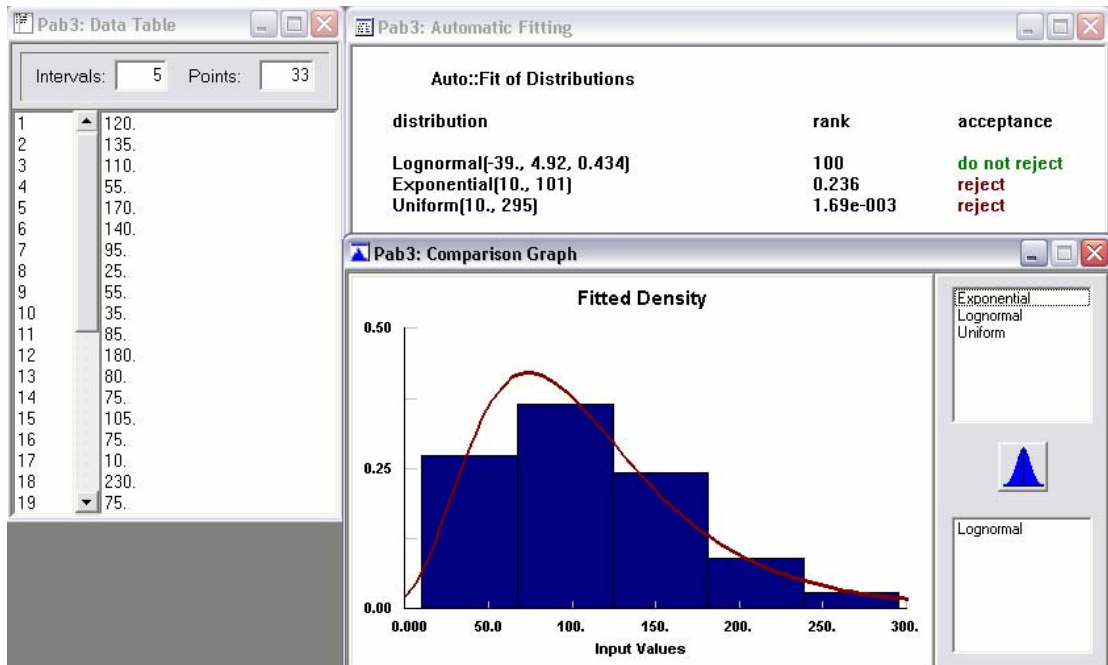 Pab3: Data Table
Intervals: 5 Points: 33
1 120.
2 135.
3 110.
4 55.
5 170.
6 140.
7 95.
8 25.
9 55.
10 35.
11 85.
12 180.
13 80.
14 75.
15 105.
16 75.
17 10.
18 230.
19 75.
Pab3: Automatic Fitting
Auto::Fit of Distributions
distribution rank acceptance
Lognormal(-39., 4.92, 0.434) 100 do not reject
Exponential(10., 101) 0.236 reject
Uniform(10., 295) 1.69e-003 reject
Pab3: Comparison Graph
Fitted Density
0.50
0.25
0.00
0.000 50.0 100. 150. 200. 250. 300.
Input Values
Exponential
Lognormal
Uniform
Lognormal